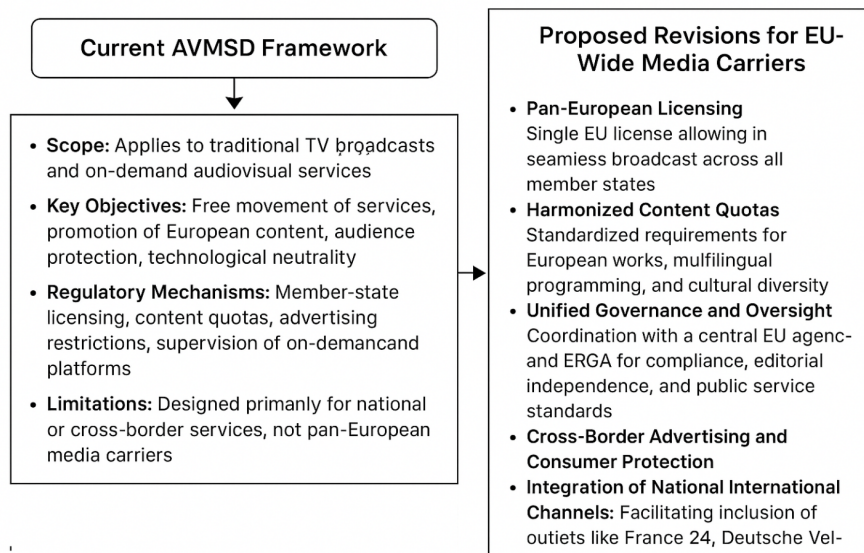 Current AVMSD Framework
• Scope: Applles to traditional TV broadcasts
and on-demand audiovisual services
• Key Objectives: Free movement of services,
promotion of European content, audience
protection, technological neutrality
• Regulatory Mechanisms: Member-state
licensing, content quotas, advertising
restrictions, supervision of on-demancand
platforms
• Limitations: Designed primanly for national
or cross-border services, not pan-European
media carriers
Proposed Revisions for EU-
Wide Media Carriers
• Pan-European Licensing
Single EU license allowing in
seamiess broadcast across all
member states
• Harmonized Content Quotas
Standardized requirements for
European works, mulfilingual
programming, and cultural diversity
• Unified Governance and Oversight
Coordination with a central EU agenc-
and ERGA for compliance, editorial
independence, and public service
standards
• Cross-Border Advertising and
Consumer Protection
• Integration of National International
Channels: Facilitating inclusion of
outiets like France 24, Deutsche Vel-